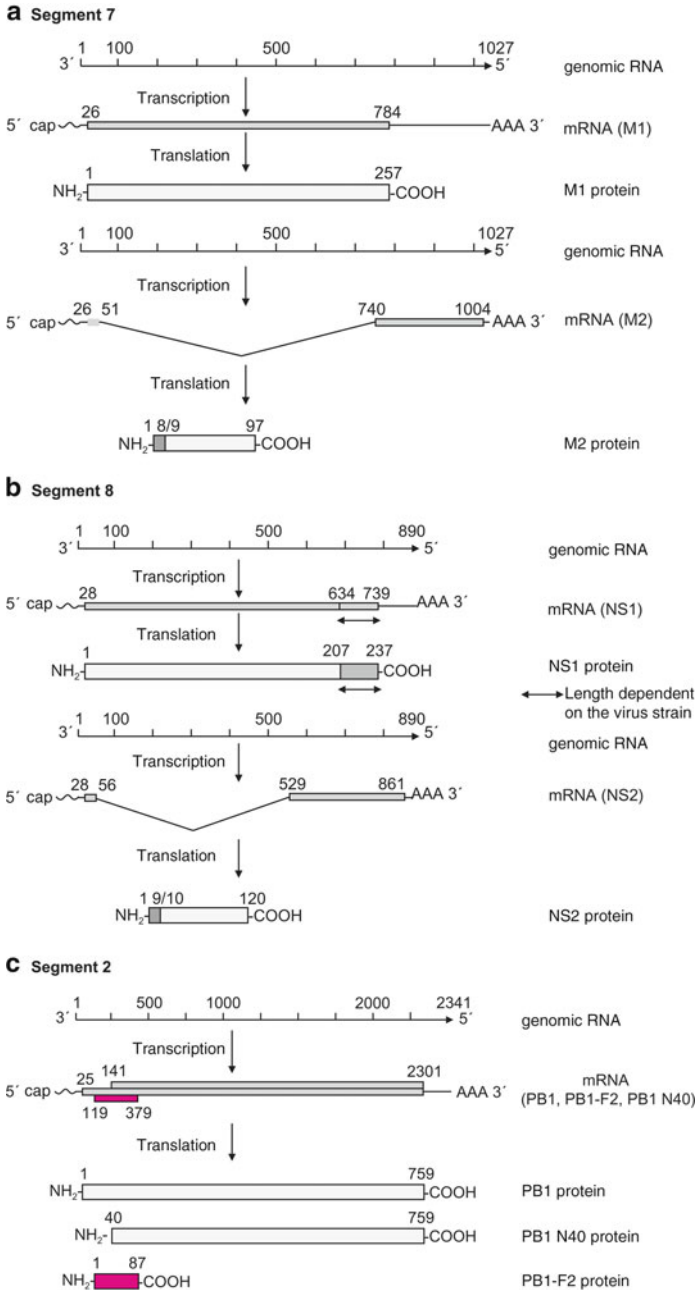 a Segment 7
1 100 500 1027
3´ 5´ genomic RNA
Transcription
26 784
5´ cap AAA 3´ mRNA (M1)
Translation
1 257
NH2 COOH M1 protein
1 100 500 1027
3´ 5´ genomic RNA
Transcription
26 51 740 1004
5´ cap AAA 3´ mRNA (M2)
Translation
1 8/9 97
NH2 COOH M2 protein
b Segment 8
1 100 500 890
3´ 5´ genomic RNA
Transcription
28 634 739
5´ cap AAA 3´ mRNA (NS1)
Translation
1 207 237
NH2 COOH NS1 protein
Length dependent
on the virus strain
1 100 500 890
3´ 5´ genomic RNA
Transcription
28 56 529 861
5´ cap AAA 3´ mRNA (NS2)
Translation
1 9/10 120
NH2 COOH NS2 protein
c Segment 2
1 500 1000 2000 2341
3´ 5´ genomic RNA
Transcription
25 141 2301
5´ cap AAA 3´ mRNA
(PB1, PB1-F2, PB1 N40)
119 379
Translation
1 759
NH2 COOH PB1 protein
40 759
NH2 COOH PB1 N40 protein
1 87
NH2 COOH PB1-F2 protein